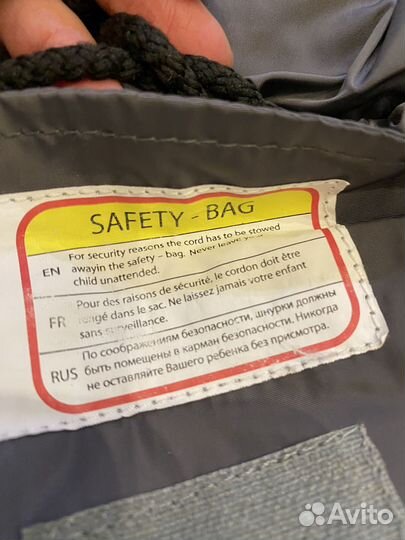 SAFETY - BAG
EN
For security reasons the cord has to be stowed
awayin the safety - bag. Never leave your
child unattended.
FR
Pour des raisons de sécurité, le cordon doit être
rangé dans le sac. Ne laissez jamais votre enfant
sans surveillance.
RUS
По соображениям безопасности, шнурки должны
быть помещены в карман безопасности. Никогда
не оставляйте Вашего ребенка без присмотра.
Avito